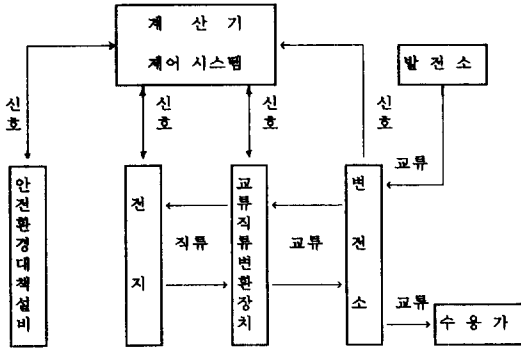 계 산 기
제어 시스템
발 전 소
신호
신호
신호
신호
교류
안전환경대책설비
전지
직류
교류직류변환장치
교류
변전소
교류
수 용 가